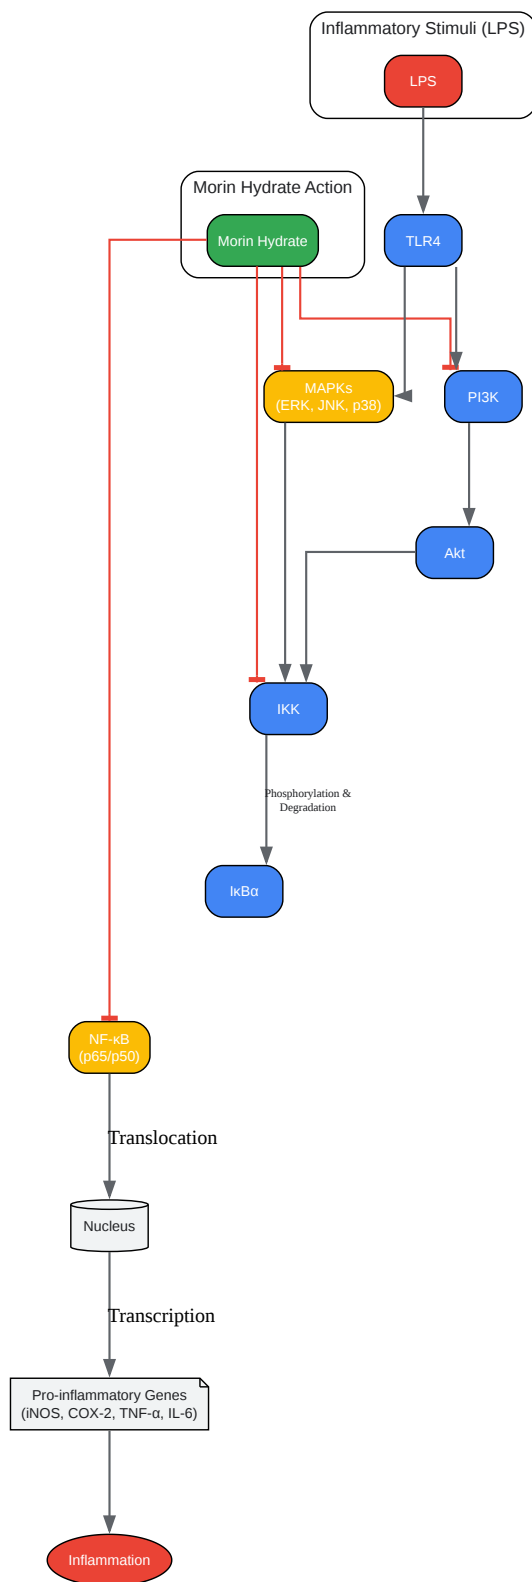 Inflammatory Stimuli (LPS)
LPS
Morin Hydrate Action
Morin Hydrate
TLR4
MAPKs
(ERK, JNK, p38)
PI3K
Akt
IKK
Phosphorylation &
Degradation
IκBα
NF-κB
(p65/p50)
Translocation
Nucleus
Transcription
Pro-inflammatory Genes
(iNOS, COX-2, TNF-α, IL-6)
Inflammation